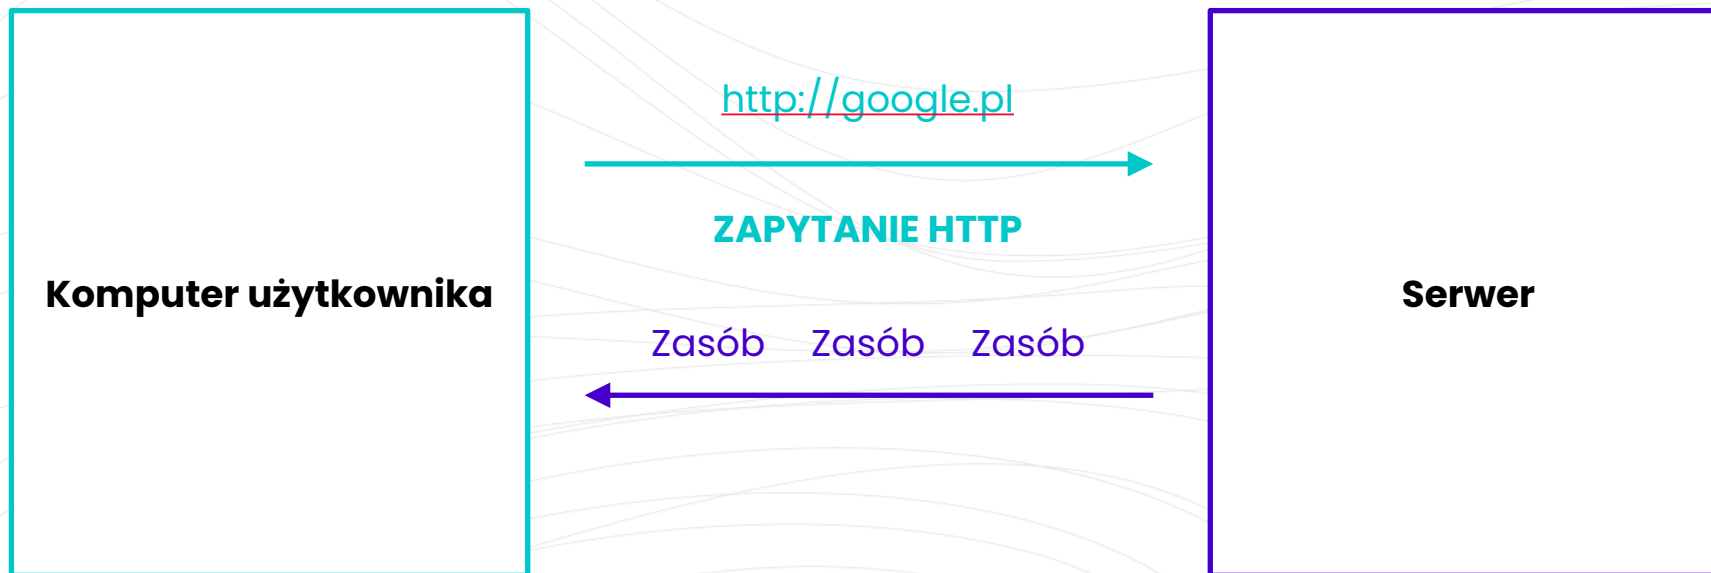 http://google.pl
ZAPYTANIE HTTP
Komputer użytkownika
Serwer
Zasób Zasób Zasób